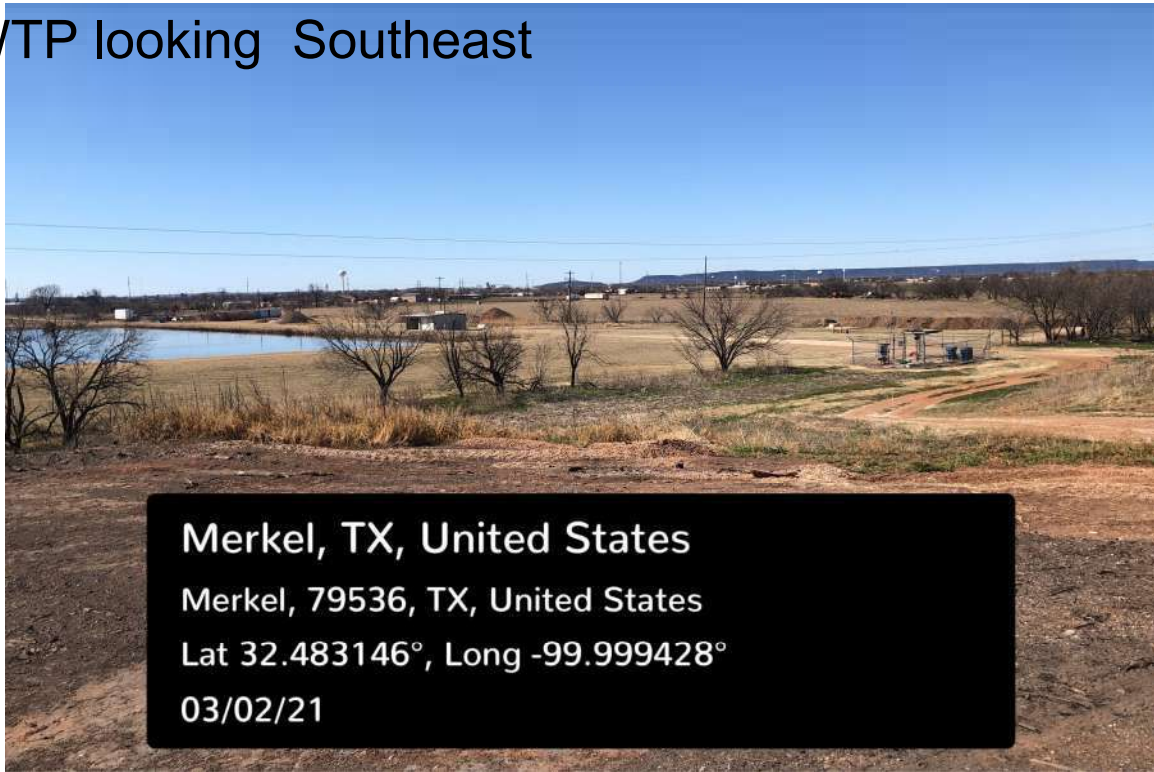 /TP looking Southeast
Merkel, TX, United States
Merkel, 79536, TX, United States
Lat 32.483146°, Long -99.999428°
03/02/21